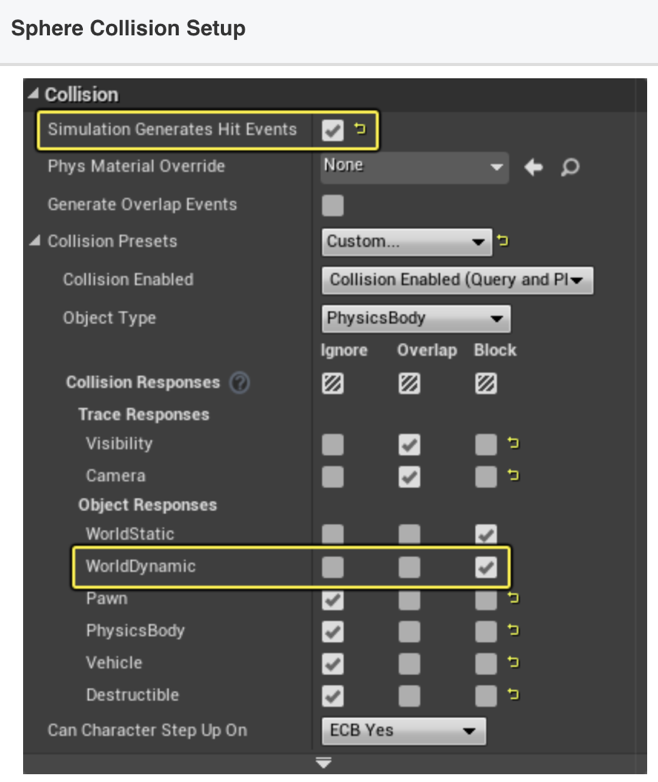 Sphere Collision Setup
Collision
Simulation Generates Hit Events
Phys Material Override None
Generate Overlap Events
Collision Presets Custom...
Collision Enabled Collision Enabled (Query and Pl
Object Type PhysicsBody
Ignore Overlap Block
Collision Responses ?
Trace Responses
Visibility
Camera
Object Responses
WorldStatic
WorldDynamic
Pawn
PhysicsBody
Vehicle
Destructible
Can Character Step Up On ECB Yes